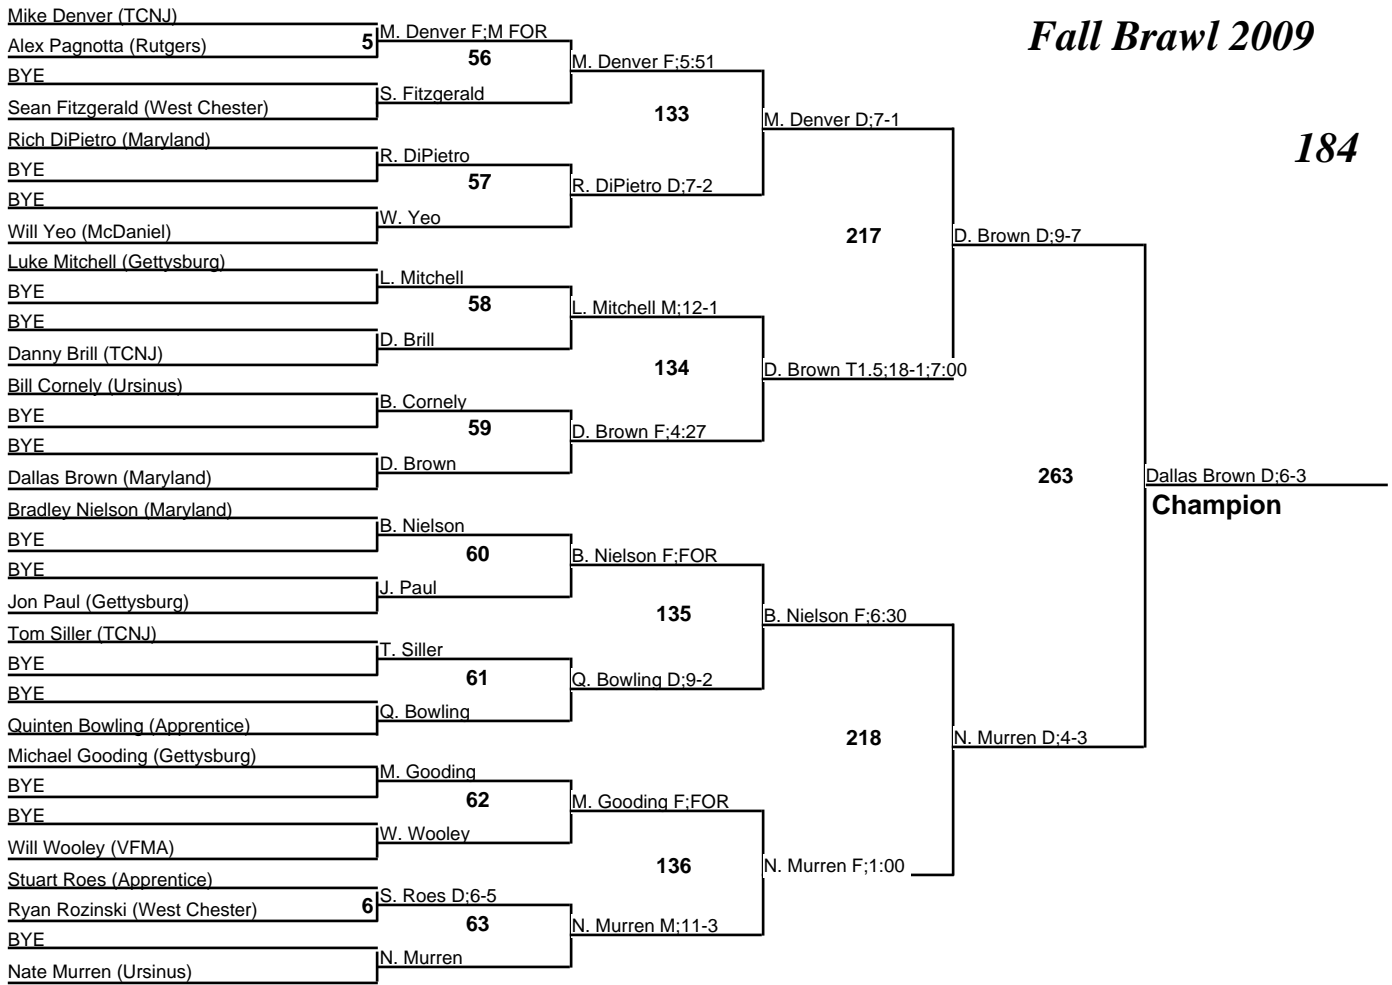 Fall Brawl 2009
184
Mike Denver (TCNJ)
Alex Pagnotta (Rutgers)
BYE
Sean Fitzgerald (West Chester)
Rich DiPietro (Maryland)
BYE
BYE
Will Yeo (McDaniel)
Luke Mitchell (Gettysburg)
BYE
BYE
Danny Brill (TCNJ)
Bill Cornely (Ursinus)
BYE
BYE
Dallas Brown (Maryland)
Bradley Nielson (Maryland)
BYE
BYE
Jon Paul (Gettysburg)
Tom Siller (TCNJ)
BYE
BYE
Quinten Bowling (Apprentice)
Michael Gooding (Gettysburg)
BYE
BYE
Will Wooley (VFMA)
Stuart Roes (Apprentice)
Ryan Rozinski (West Chester)
BYE
Nate Murren (Ursinus)
5
6
M. Denver F;M FOR
56
S. Fitzgerald
R. DiPietro
57
W. Yeo
L. Mitchell
58
D. Brill
B. Cornely
59
D. Brown
B. Nielson
60
J. Paul
T. Siller
61
Q. Bowling
M. Gooding
62
W. Wooley
S. Roes D;6-5
63
N. Murren
M. Denver F;5:51
133
R. DiPietro D;7-2
L. Mitchell M;12-1
134
D. Brown F;4:27
B. Nielson F;FOR
135
Q. Bowling D;9-2
M. Gooding F;FOR
136
N. Murren M;11-3
M. Denver D;7-1
217
D. Brown T1.5;18-1;7:00
B. Nielson F;6:30
218
N. Murren F;1:00
D. Brown D;9-7
263
N. Murren D;4-3
Dallas Brown D;6-3
Champion